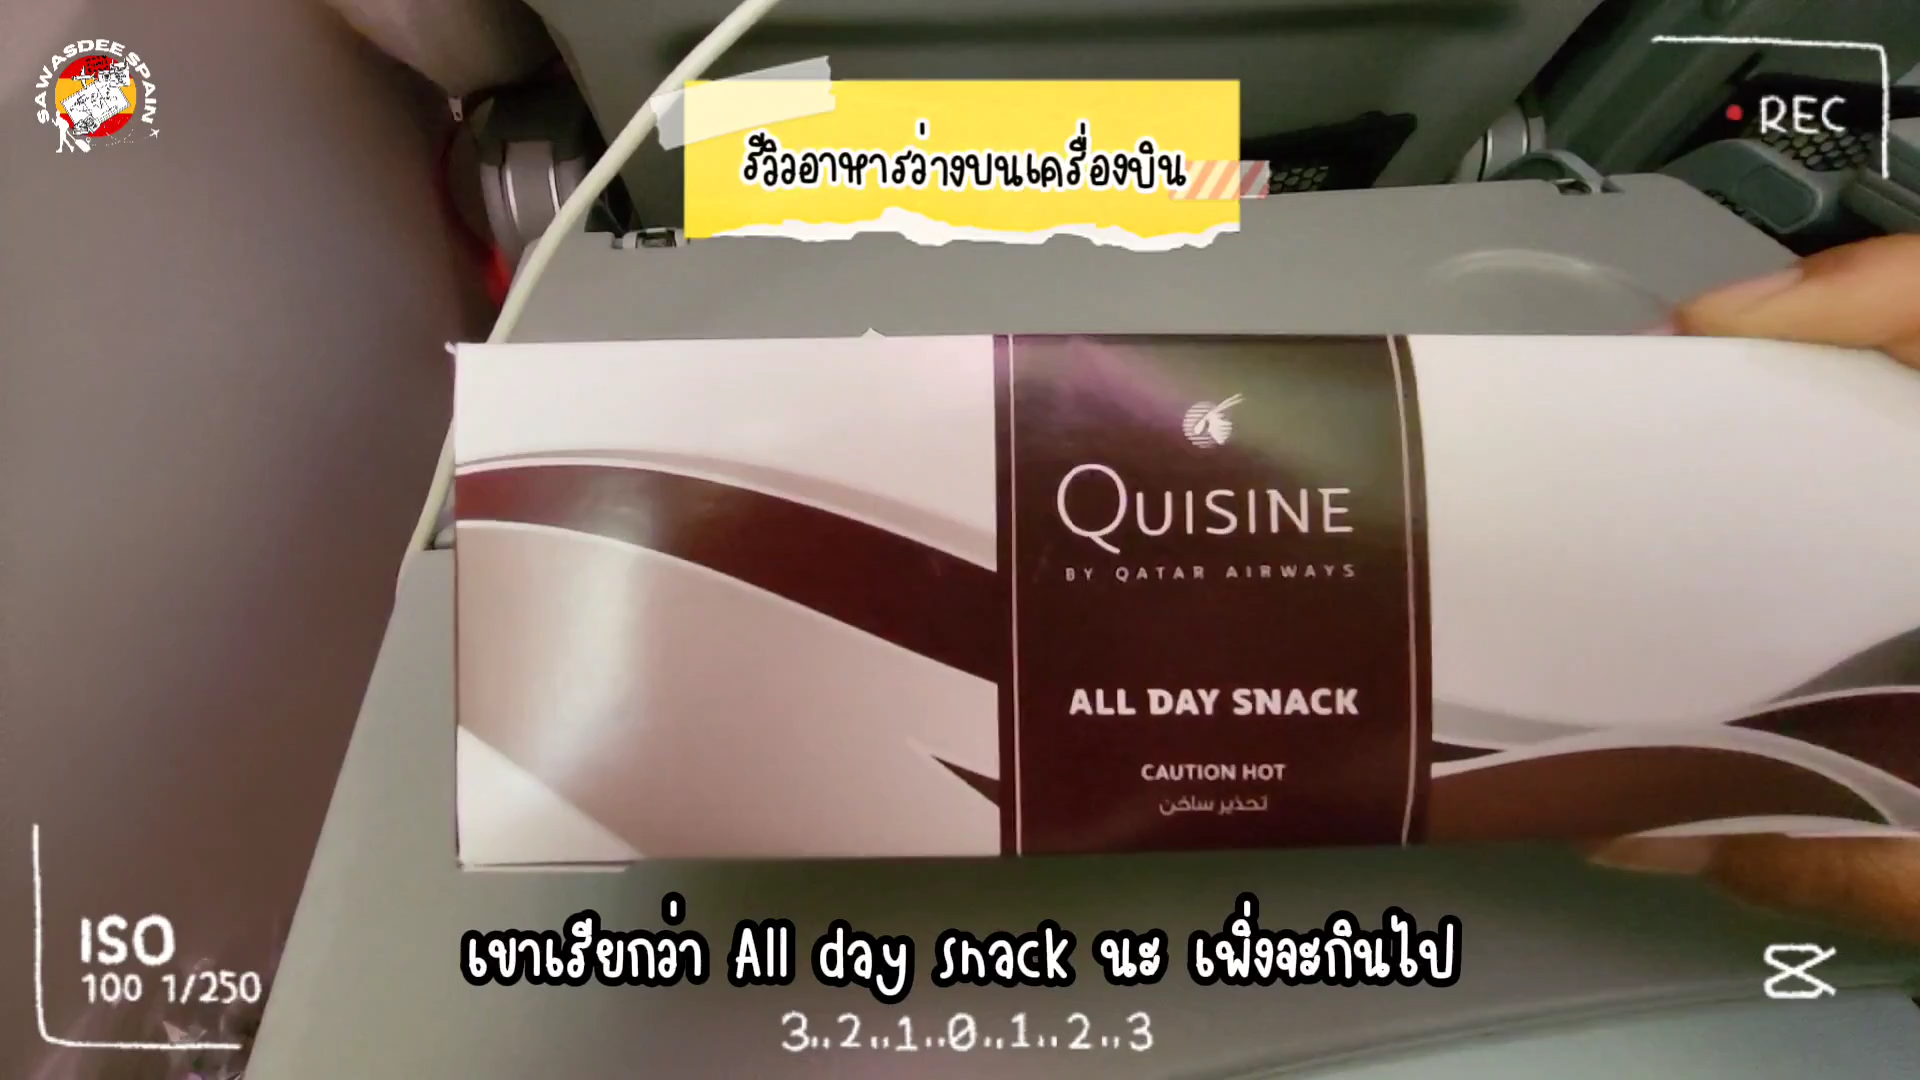 SAWASDEE SPAIN
REC
รีวิวอาหารว่างบนเครื่องบิน
QUISINE
BY QATAR AIRWAYS
ALL DAY SNACK
CAUTION HOT
تحذير ساخن
เขาเรียกว่า All day snack นะ เพิ่งจะกินไป
ISO
100 1/250
3..2..1..0..1..2..3